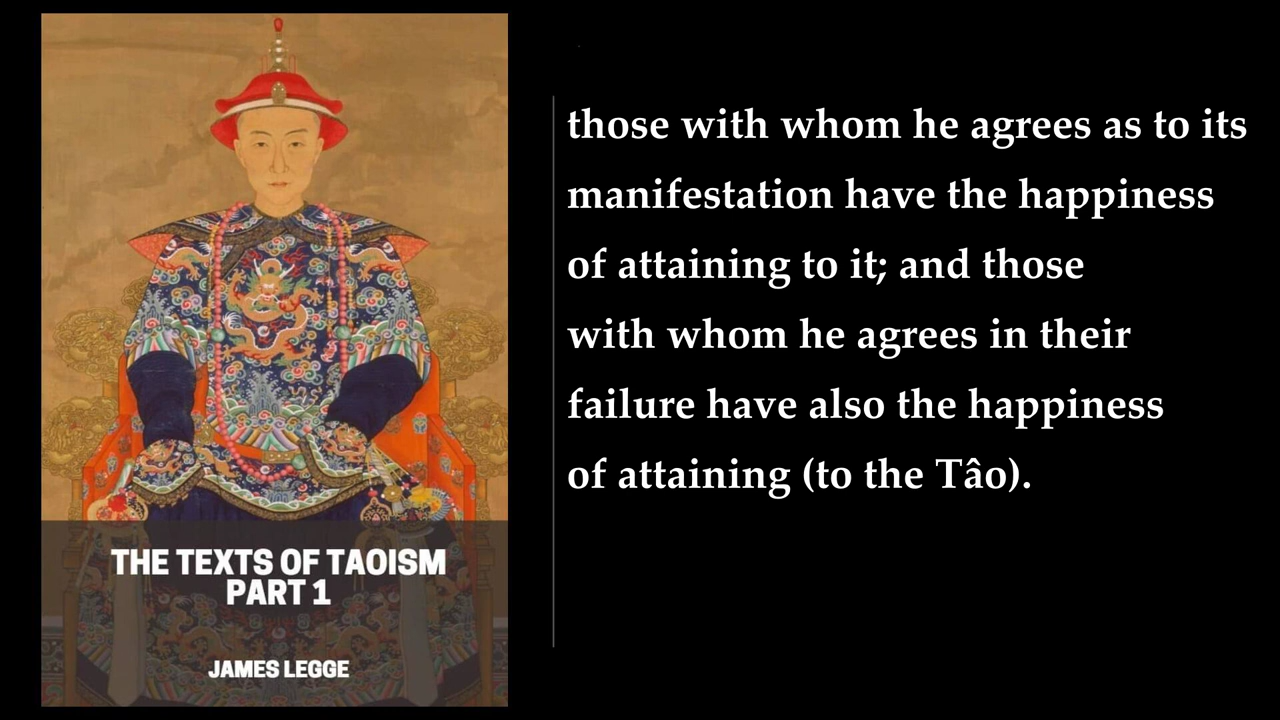 THE TEXTS OF TAOISM
PART 1
JAMES LEGGE
those with whom he agrees as to its
manifestation have the happiness
of attaining to it; and those
with whom he agrees in their
failure have also the happiness
of attaining (to the Tâo).